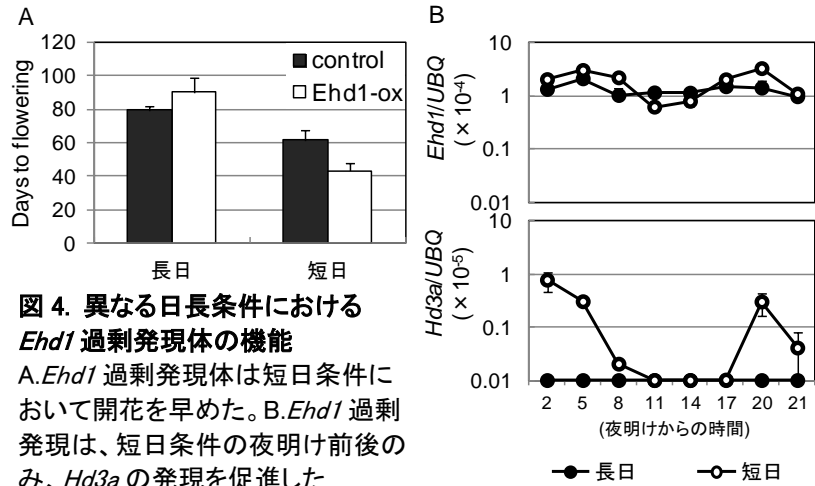 A
120
100
80
60
40
20
0
Days to flowering
control
Ehd1-ox
長日 短日
図 4. 異なる日長条件における
Ehd1 過剰発現体の機能
A.Ehd1 過剰発現体は短日条件に
おいて開花を早めた。B.Ehd1 過剰
発現は、短日条件の夜明け前後の
み、Hd3a の発現を促進した
B
10
1
0.1
0.01
Ehd1/UBQ
(×10-4)
10
1
0.1
0.01
Hd3a/UBQ
(×10-5)
2 5 8 11 14 17 20 21
(夜明けからの時間)
長日 短日